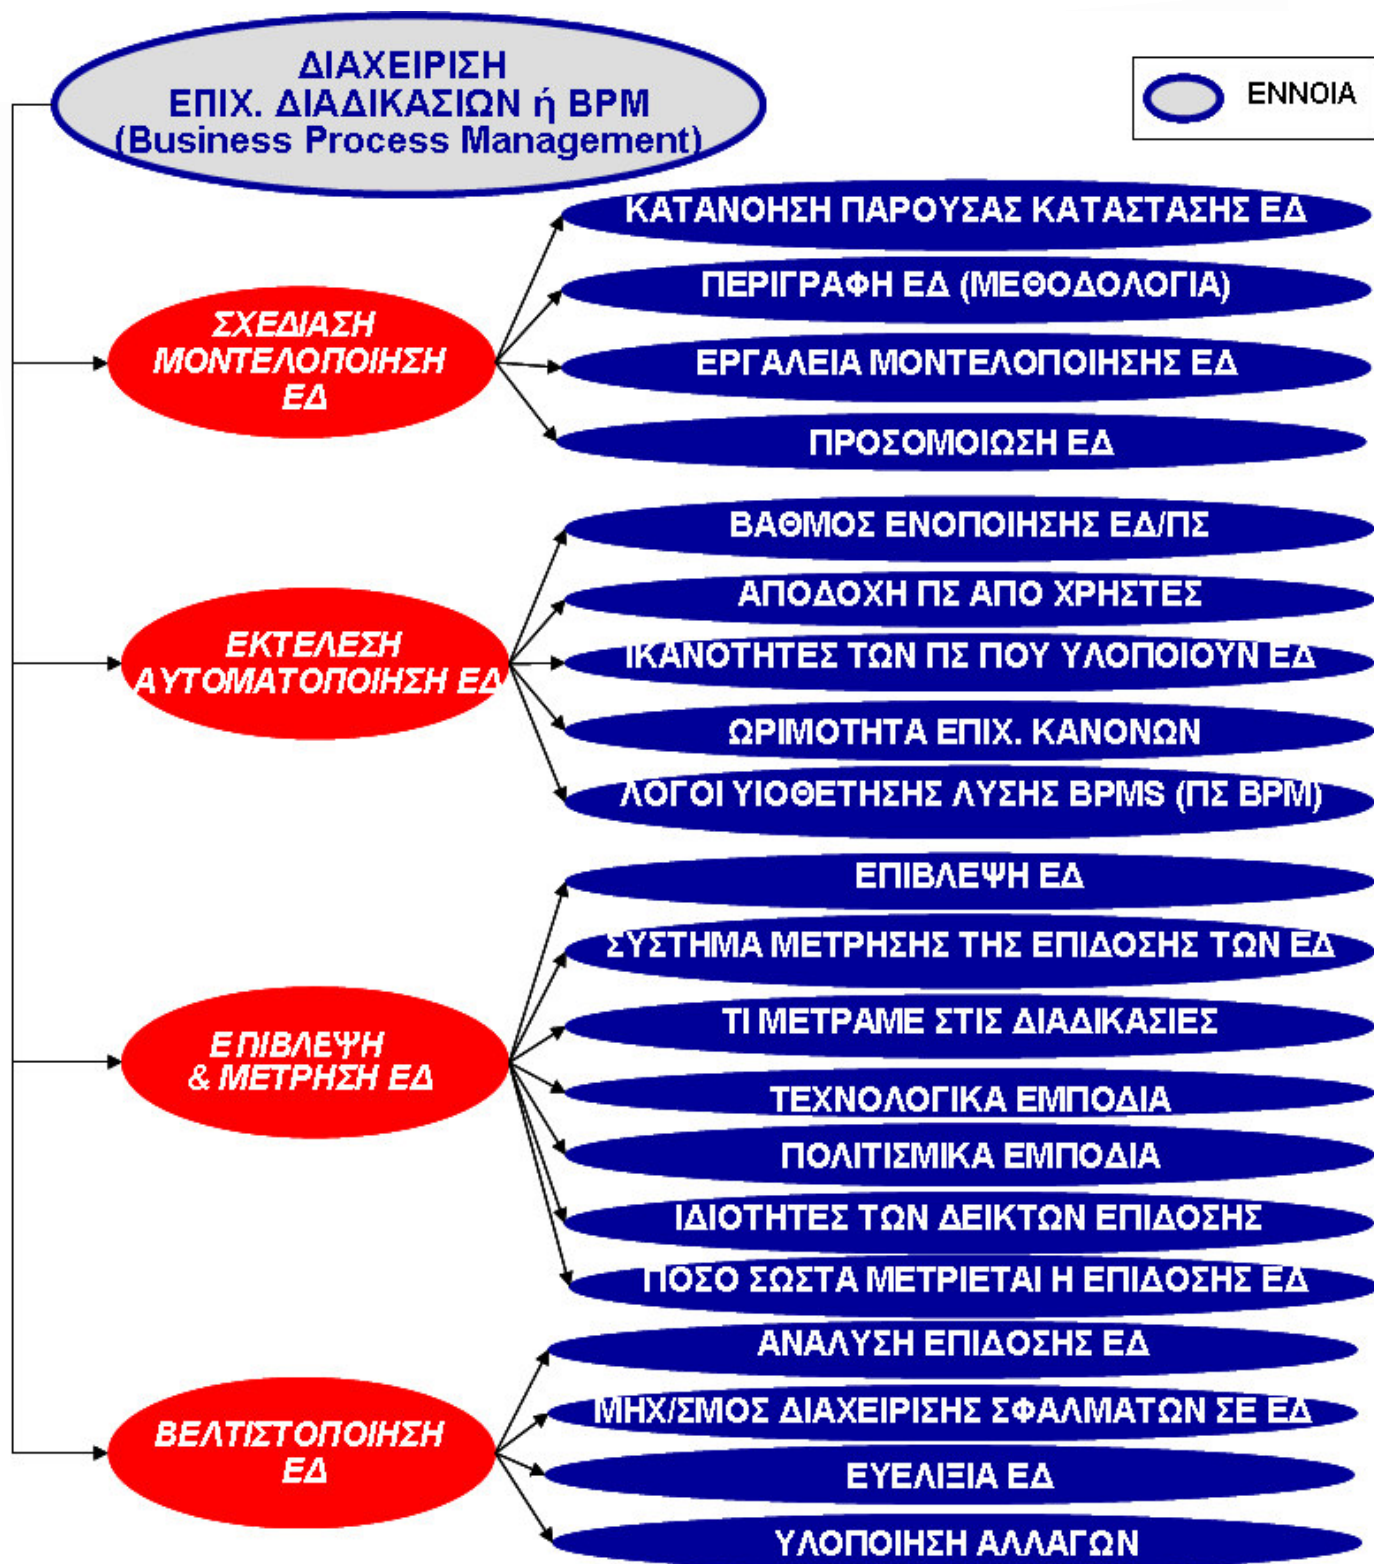 ΔΙΑΧΕΙΡΙΣΗ
ΕΠΙΧ. ΔΙΑΔΙΚΑΣΙΩΝ ή BPM
(Business Process Management)
ΕΝΝΟΙΑ
ΣΧΕΔΙΑΣΗ
ΜΟΝΤΕΛΟΠΟΙΗΣΗ
ΕΔ
ΚΑΤΑΝΟΗΣΗ ΠΑΡΟΥΣΑΣ ΚΑΤΑΣΤΑΣΗΣ ΕΔ
ΠΕΡΙΓΡΑΦΗ ΕΔ (ΜΕΘΟΔΟΛΟΓΙΑ)
ΕΡΓΑΛΕΙΑ ΜΟΝΤΕΛΟΠΟΙΗΣΗΣ ΕΔ
ΠΡΟΣΟΜΟΙΩΣΗ ΕΔ
ΕΚΤΕΛΕΣΗ
ΑΥΤΟΜΑΤΟΠΟΙΗΣΗ ΕΔ
ΒΑΘΜΟΣ ΕΝΟΠΟΙΗΣΗΣ ΕΔ/ΠΣ
ΑΠΟΔΟΧΗ ΠΣ ΑΠΟ ΧΡΗΣΤΕΣ
ΙΚΑΝΟΤΗΤΕΣ ΤΩΝ ΠΣ ΠΟΥ ΥΛΟΠΟΙΟΥΝ ΕΔ
ΩΡΙΜΟΤΗΤΑ ΕΠΙΧ. ΚΑΝΟΝΩΝ
ΛΟΓΟΙ ΥΙΟΘΕΤΗΣΗΣ ΛΥΣΗΣ BPMS (ΠΣ BPM)
ΕΠΙΒΛΕΨΗ
& ΜΕΤΡΗΣΗ ΕΔ
ΕΠΙΒΛΕΨΗ ΕΔ
ΣΥΣΤΗΜΑ ΜΕΤΡΗΣΗΣ ΤΗΣ ΕΠΙΔΟΣΗΣ ΤΩΝ ΕΔ
ΤΙ ΜΕΤΡΑΜΕ ΣΤΙΣ ΔΙΑΔΙΚΑΣΙΕΣ
ΤΕΧΝΟΛΟΓΙΚΑ ΕΜΠΟΔΙΑ
ΠΟΛΙΤΙΣΜΙΚΑ ΕΜΠΟΔΙΑ
ΙΔΙΟΤΗΤΕΣ ΤΩΝ ΔΕΙΚΤΩΝ ΕΠΙΔΟΣΗΣ
ΠΟΣΟ ΣΩΣΤΑ ΜΕΤΡΙΕΤΑΙ Η ΕΠΙΔΟΣΗΣ ΕΔ
ΒΕΛΤΙΣΤΟΠΟΙΗΣΗ
ΕΔ
ΑΝΑΛΥΣΗ ΕΠΙΔΟΣΗΣ ΕΔ
ΜΗΧ/ΣΜΟΣ ΔΙΑΧΕΙΡΙΣΗΣ ΣΦΑΛΜΑΤΩΝ ΣΕ ΕΔ
ΕΥΕΛΙΞΙΑ ΕΔ
ΥΛΟΠΟΙΗΣΗ ΑΛΛΑΓΩΝ